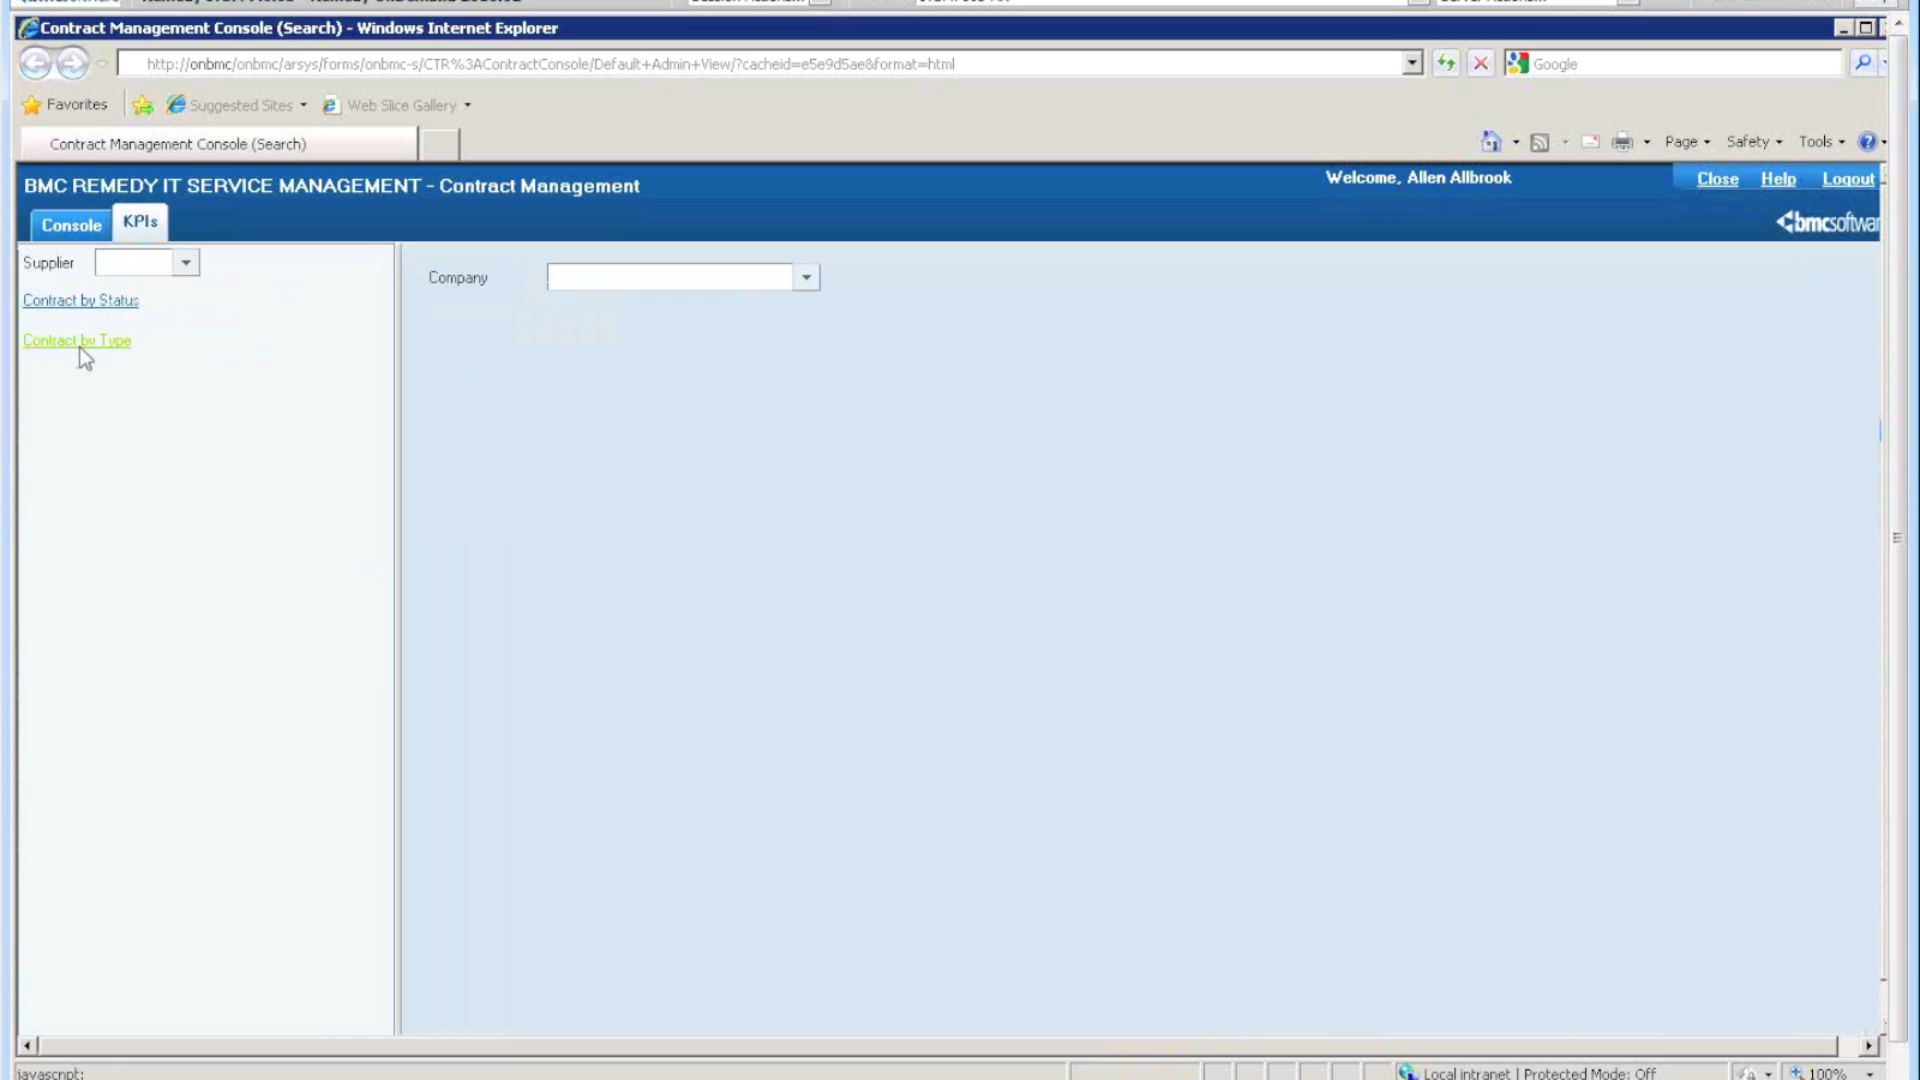 Contract Management Console (Search) - Windows Internet Explorer
http://onbmc/onbmc/arsys/forms/onbmc-s/CTR%3AContractConsole/Default+Admin+View/?cacheid=e5e9d5ae&format=html
Google
Favorites
Suggested Sites
Web Slice Gallery
Contract Management Console (Search)
Page
Safety
Tools
BMC REMEDY IT SERVICE MANAGEMENT - Contract Management
Welcome, Allen Allbrook
Close
Help
Logout
Console
KPIs
bmcsoftwar
Supplier
Company
Contract by Status
Contract by Type
javascript:
Local intranet | Protected Mode: Off
100%